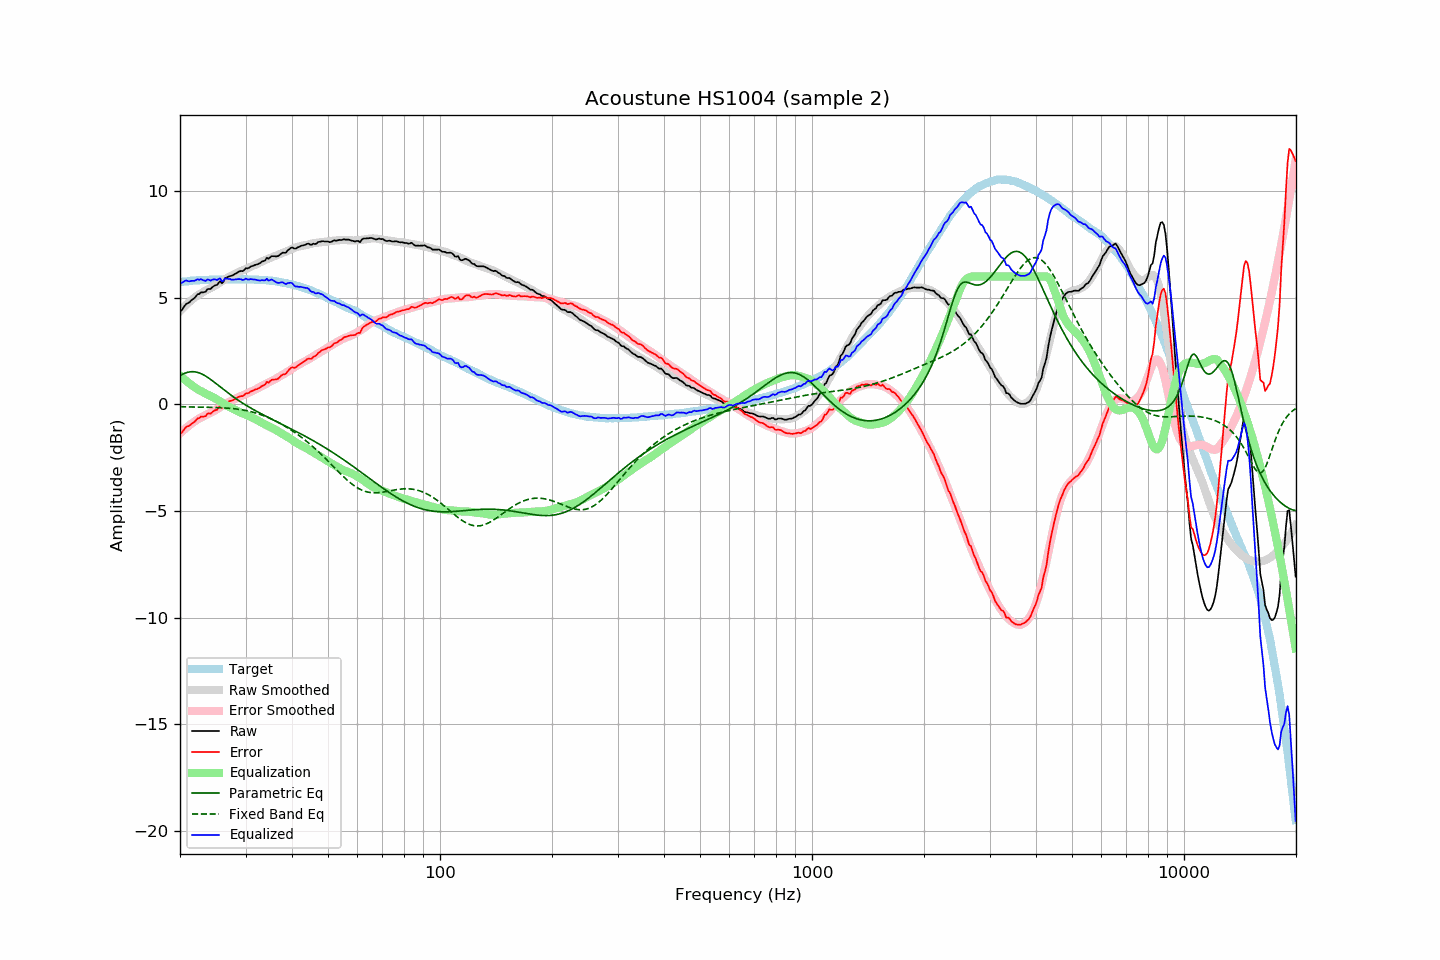 Acoustune HS1004 (sample 2)
Amplitude (dBr)
10
5
0
−5
−10
−15
−20
Target
Raw Smoothed
Error Smoothed
Raw
Error
Equalization
Parametric Eq
Fixed Band Eq
Equalized
100
1000
10000
Frequency (Hz)